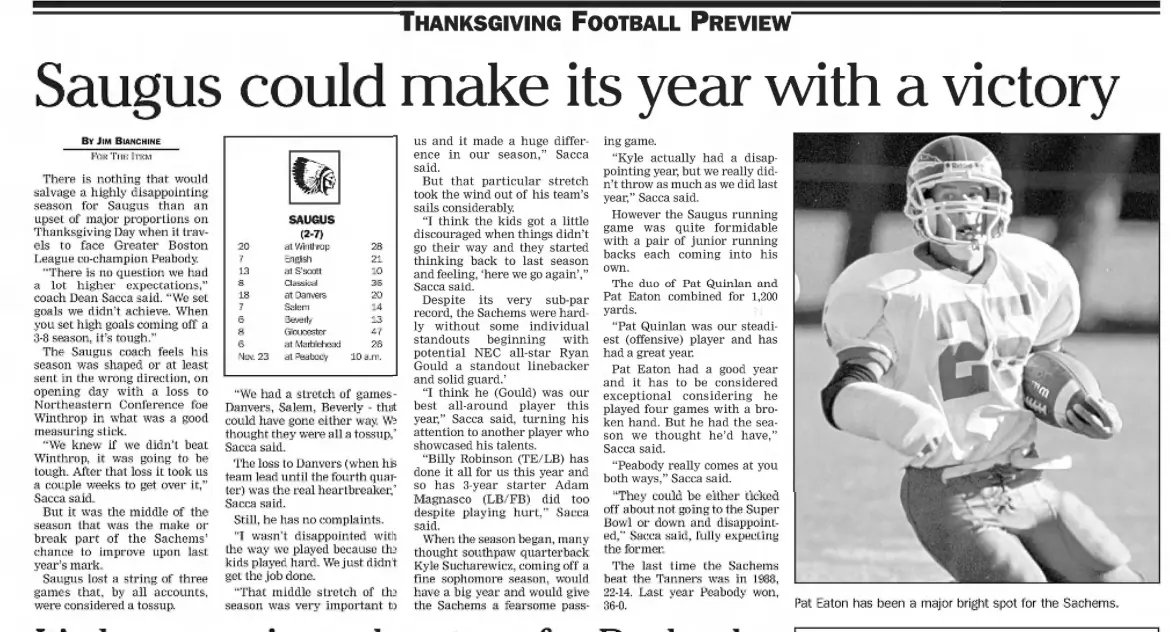 THANKSGIVING FOOTBALL PREVIEW
Saugus could make its year with a victory
BY JIM BIANCHINE
FOR THE ITEM
There is nothing that would
salvage a highly disappointing
season for Saugus than an
upset of major proportions on
Thanksgiving Day when it trav-
els to face Greater Boston
League co-champion Peabody.
"There is no question we had
a lot higher expectations,"
coach Dean Sacca said. "We set
goals we didn't achieve. When
you set high goals coming off a
3-8 season, it's tough."
The Saugus coach feels his
season was shaped or at least
sent in the wrong direction, on
opening day with a loss to
Northeastern Conference foe
Winthrop in what was a good
measuring stick.
"We knew if we didn't beat
Winthrop, it was going to be
tough. After that loss it took us
a couple weeks to get over it,"
Sacca said.
But it was the middle of the
season that was the make or
break part of the Sachems'
chance to improve upon last
year's mark.
Saugus lost a string of three
games that, by all accounts,
were considered a tossup.
SAUGUS
(2-7)
20 at Winthrop 28
7 English 21
13 at S'scott 10
8 Classical 36
18 at Danvers 20
7 Salem 14
6 Beverly 13
8 Gloucester 47
6 at Marblehead 26
Nov. 23 at Peabody 10 a.m.
"We had a stretch of games-
Danvers, Salem, Beverly - that
could have gone either way. We
thought they were all a tossup,"
Sacca said.
The loss to Danvers (when his
team lead until the fourth quar-
ter) was the real heartbreaker,"
Sacca said.
Still, he has no complaints.
"I wasn't disappointed with
the way we played because the
kids played hard. We just didn't
get the job done.
"That middle stretch of the
season was very important to
us and it made a huge differ-
ence in our season," Sacca
said.
But that particular stretch
took the wind out of his team's
sails considerably.
"I think the kids got a little
discouraged when things didn't
go their way and they started
thinking back to last season
and feeling, 'here we go again',"
Sacca said.
Despite its very sub-par
record, the Sachems were hard-
ly without some individual
standouts beginning with
potential NEC all-star Ryan
Gould a standout linebacker
and solid guard.'
"I think he (Gould) was our
best all-around player this
year," Sacca said, turning his
attention to another player who
showcased his talents.
"Billy Robinson (TE/LB) has
done it all for us this year and
so has 3-year starter Adam
Magnasco (LB/FB) did too
despite playing hurt," Sacca
said.
When the season began, many
thought southpaw quarterback
Kyle Sucharewicz, coming off a
fine sophomore season, would
have a big year and would give
the Sachems a fearsome pass-
ing game.
"Kyle actually had a disap-
pointing year, but we really did-
n't throw as much as we did last
year," Sacca said.
However the Saugus running
game was quite formidable
with a pair of junior running
backs each coming into his
own.
The duo of Pat Quinlan and
Pat Eaton combined for 1,200
yards.
"Pat Quinlan was our steadi-
est (offensive) player and has
had a great year.
Pat Eaton had a good year
and it has to be considered
exceptional considering he
played four games with a bro-
ken hand. But he had the sea-
son we thought he'd have,"
Sacca said.
"Peabody really comes at you
both ways," Sacca said.
"They could be either ticked
off about not going to the Super
Bowl or down and disappoint-
ed," Sacca said, fully expecting
the former.
The last time the Sachems
beat the Tanners was in 1988,
22-14. Last year Peabody won,
36-0.
Pat Eaton has been a major bright spot for the Sachems.